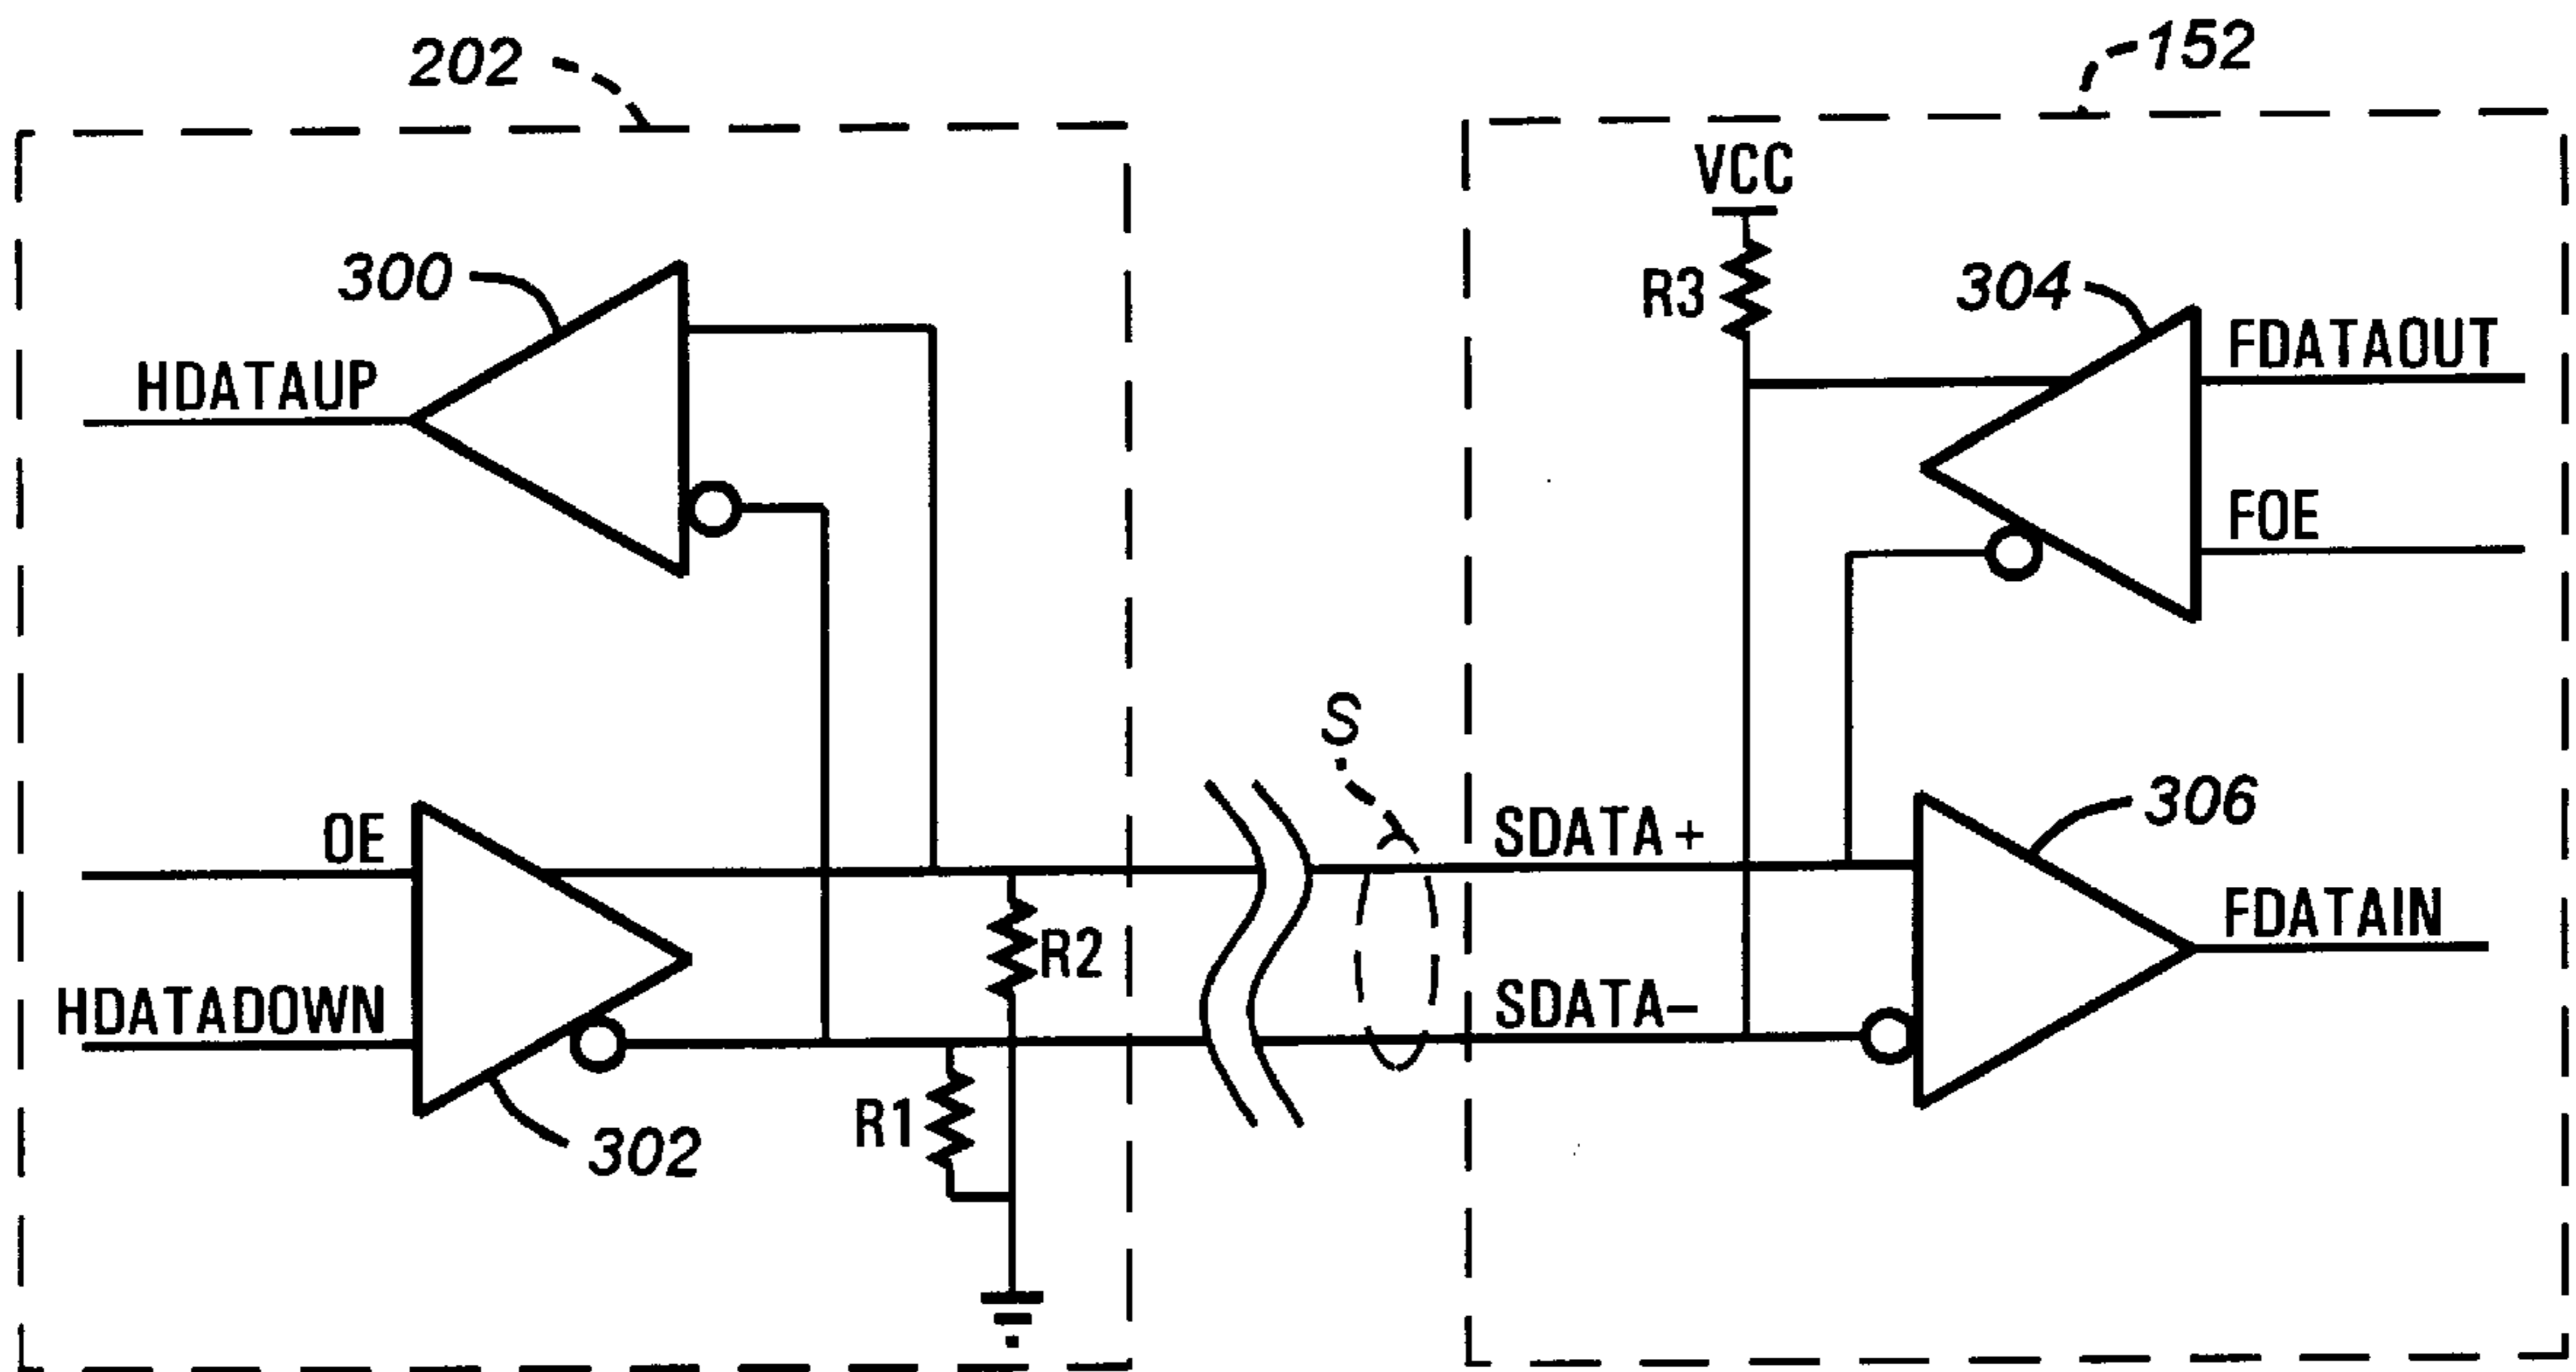 202
152
VCC
300
R3
304
FDATAOUT
HDATAUP
FOE
S
OE
SDATA+
306
R2
FDATAIN
HDATADOWN
SDATA-
R1
302